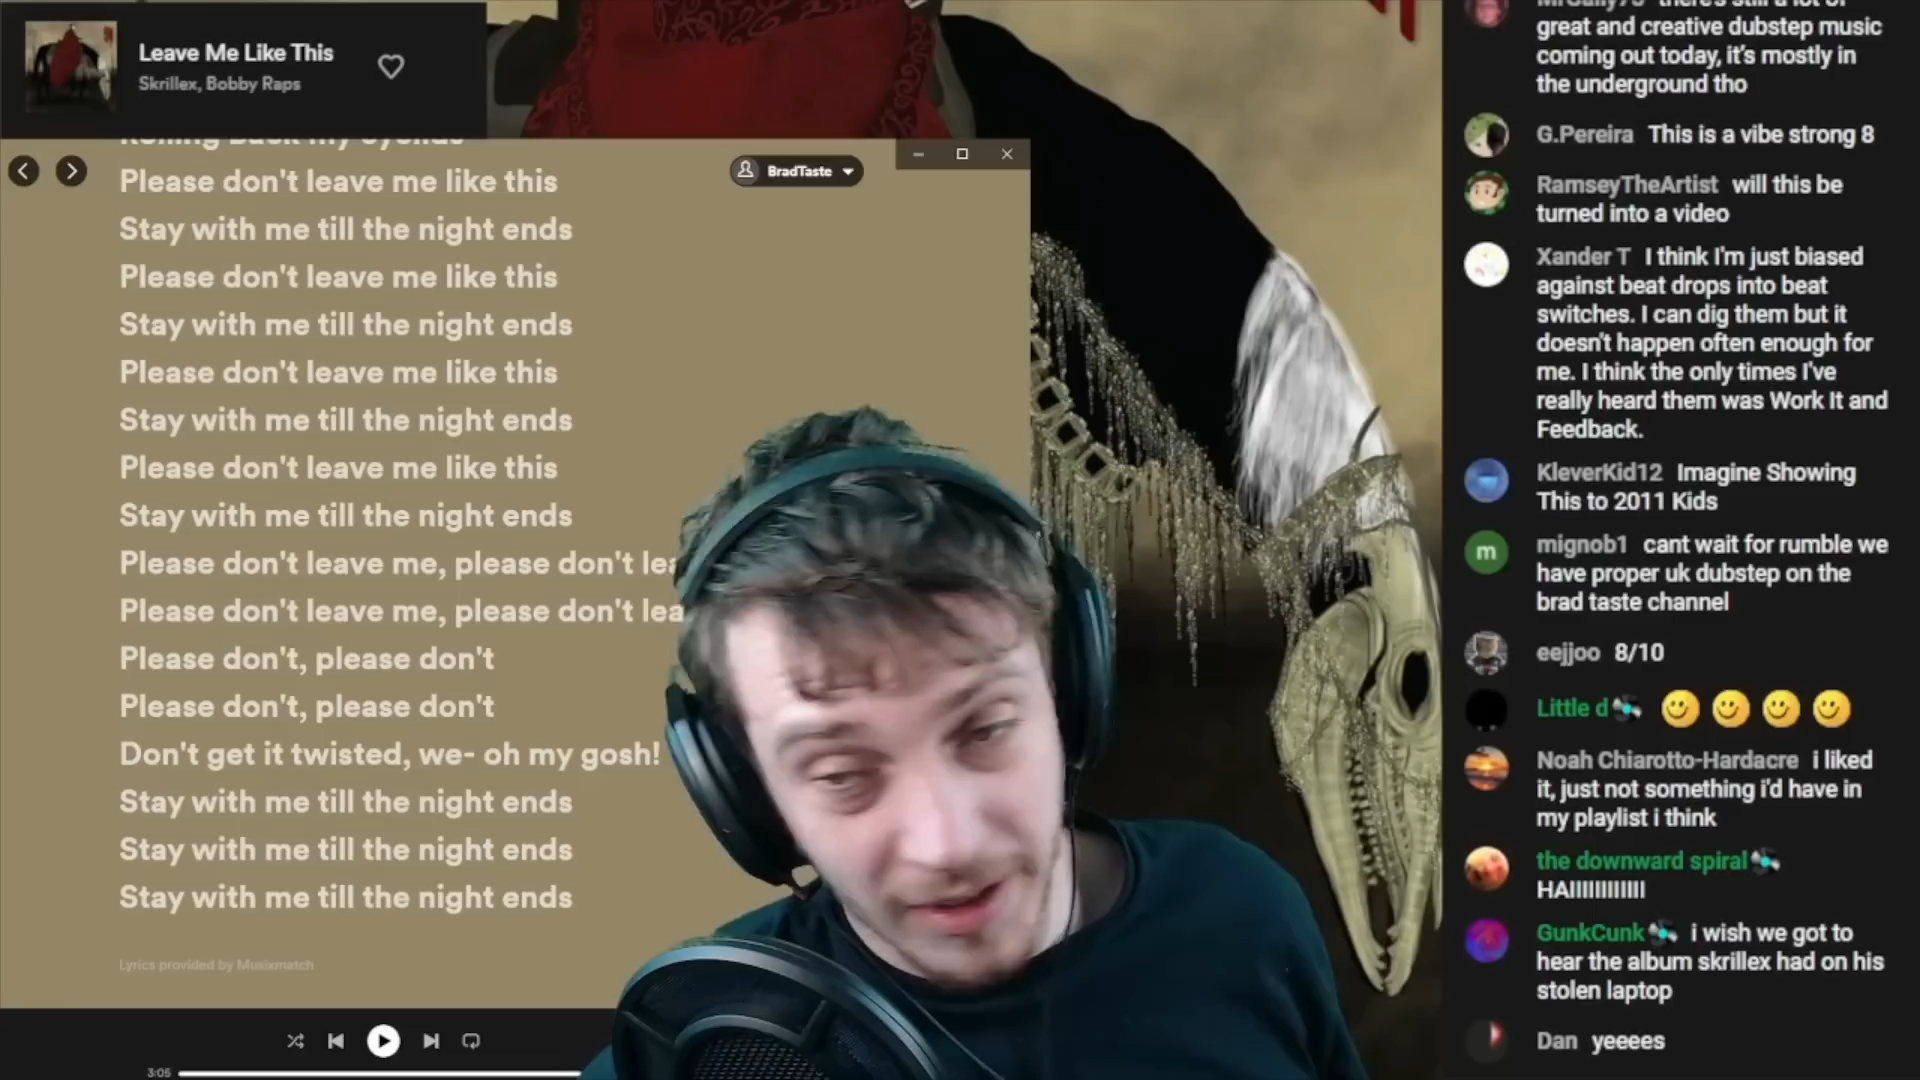 Leave Me Like This
Skrillex, Bobby Raps
BradTaste
Rolling back my eyelids
Please don't leave me like this
Stay with me till the night ends
Please don't leave me like this
Stay with me till the night ends
Please don't leave me like this
Stay with me till the night ends
Please don't leave me like this
Stay with me till the night ends
Please don't leave me, please don't lea
Please don't leave me, please don't lea
Please don't, please don't
Please don't, please don't
Don't get it twisted, we- oh my gosh!
Stay with me till the night ends
Stay with me till the night ends
Stay with me till the night ends
Lyrics provided by Musixmatch
3:05
there's still a lot of
great and creative dubstep music
coming out today, it's mostly in
the underground tho
G.Pereira This is a vibe strong 8
RamseyTheArtist will this be
turned into a video
Xander T I think I'm just biased
against beat drops into beat
switches. I can dig them but it
doesn't happen often enough for
me. I think the only times I've
really heard them was Work It and
Feedback.
KleverKid12 Imagine Showing
This to 2011 Kids
m
mignob1 cant wait for rumble we
have proper uk dubstep on the
brad taste channel
eejjoo 8/10
Little d
Noah Chiarotto-Hardacre i liked
it, just not something i'd have in
my playlist i think
the downward spiral
HAIIIIIIIIIIII
GunkCunk i wish we got to
hear the album skrillex had on his
stolen laptop
Dan yeeees